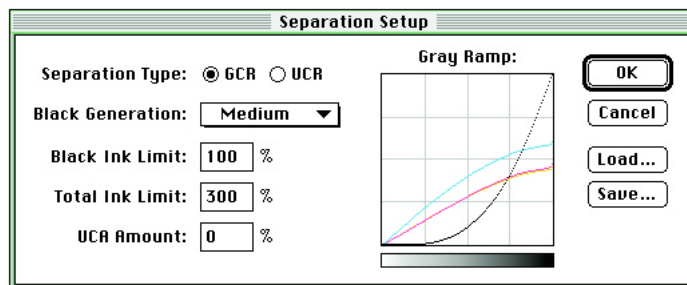 Separation Setup
Separation Type: GCR UCR
Black Generation: Medium
Black Ink Limit: 100 %
Total Ink Limit: 300 %
UCA Amount: 0 %
Gray Ramp:
OK
Cancel
Load...
Save...